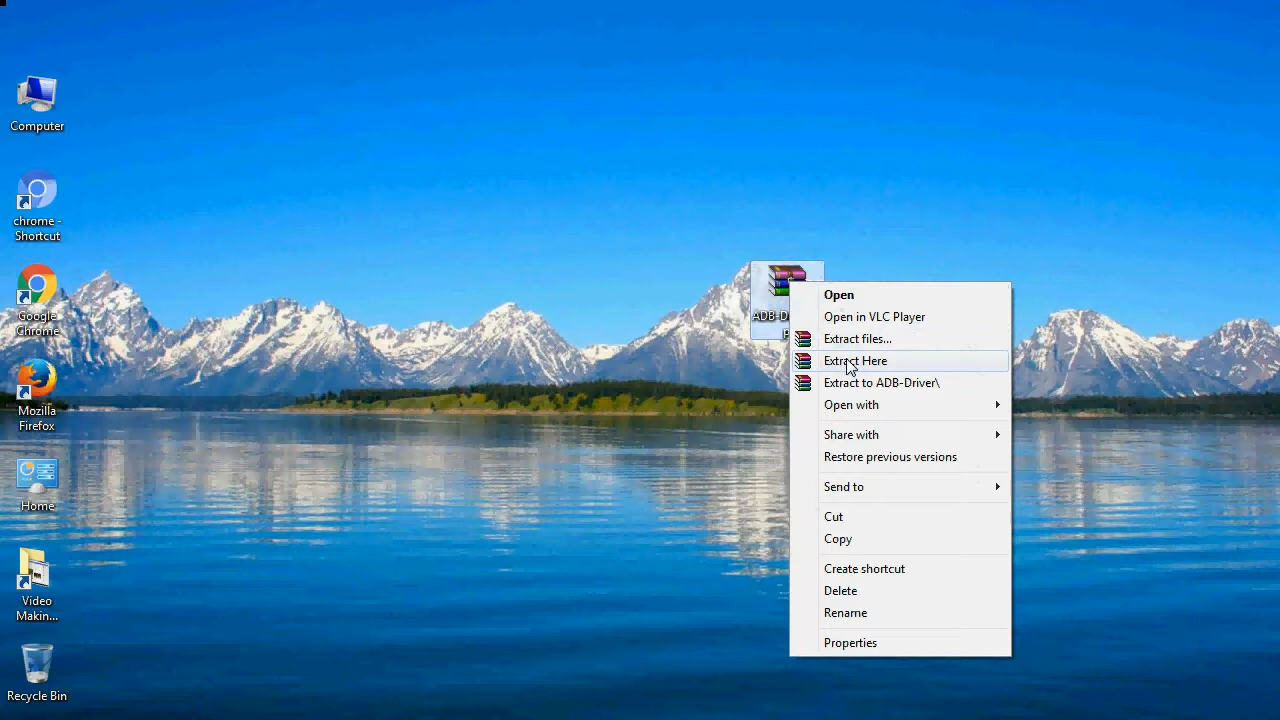 Computer
chrome -
Shortcut
Google
Chrome
Mozilla
Firefox
Home
Video
Makin...
Recycle Bin
Open
Open in VLC Player
Extract files...
Extract Here
Extract to ADB-Driver\
Open with
Share with
Restore previous versions
Send to
Cut
Copy
Create shortcut
Delete
Rename
Properties